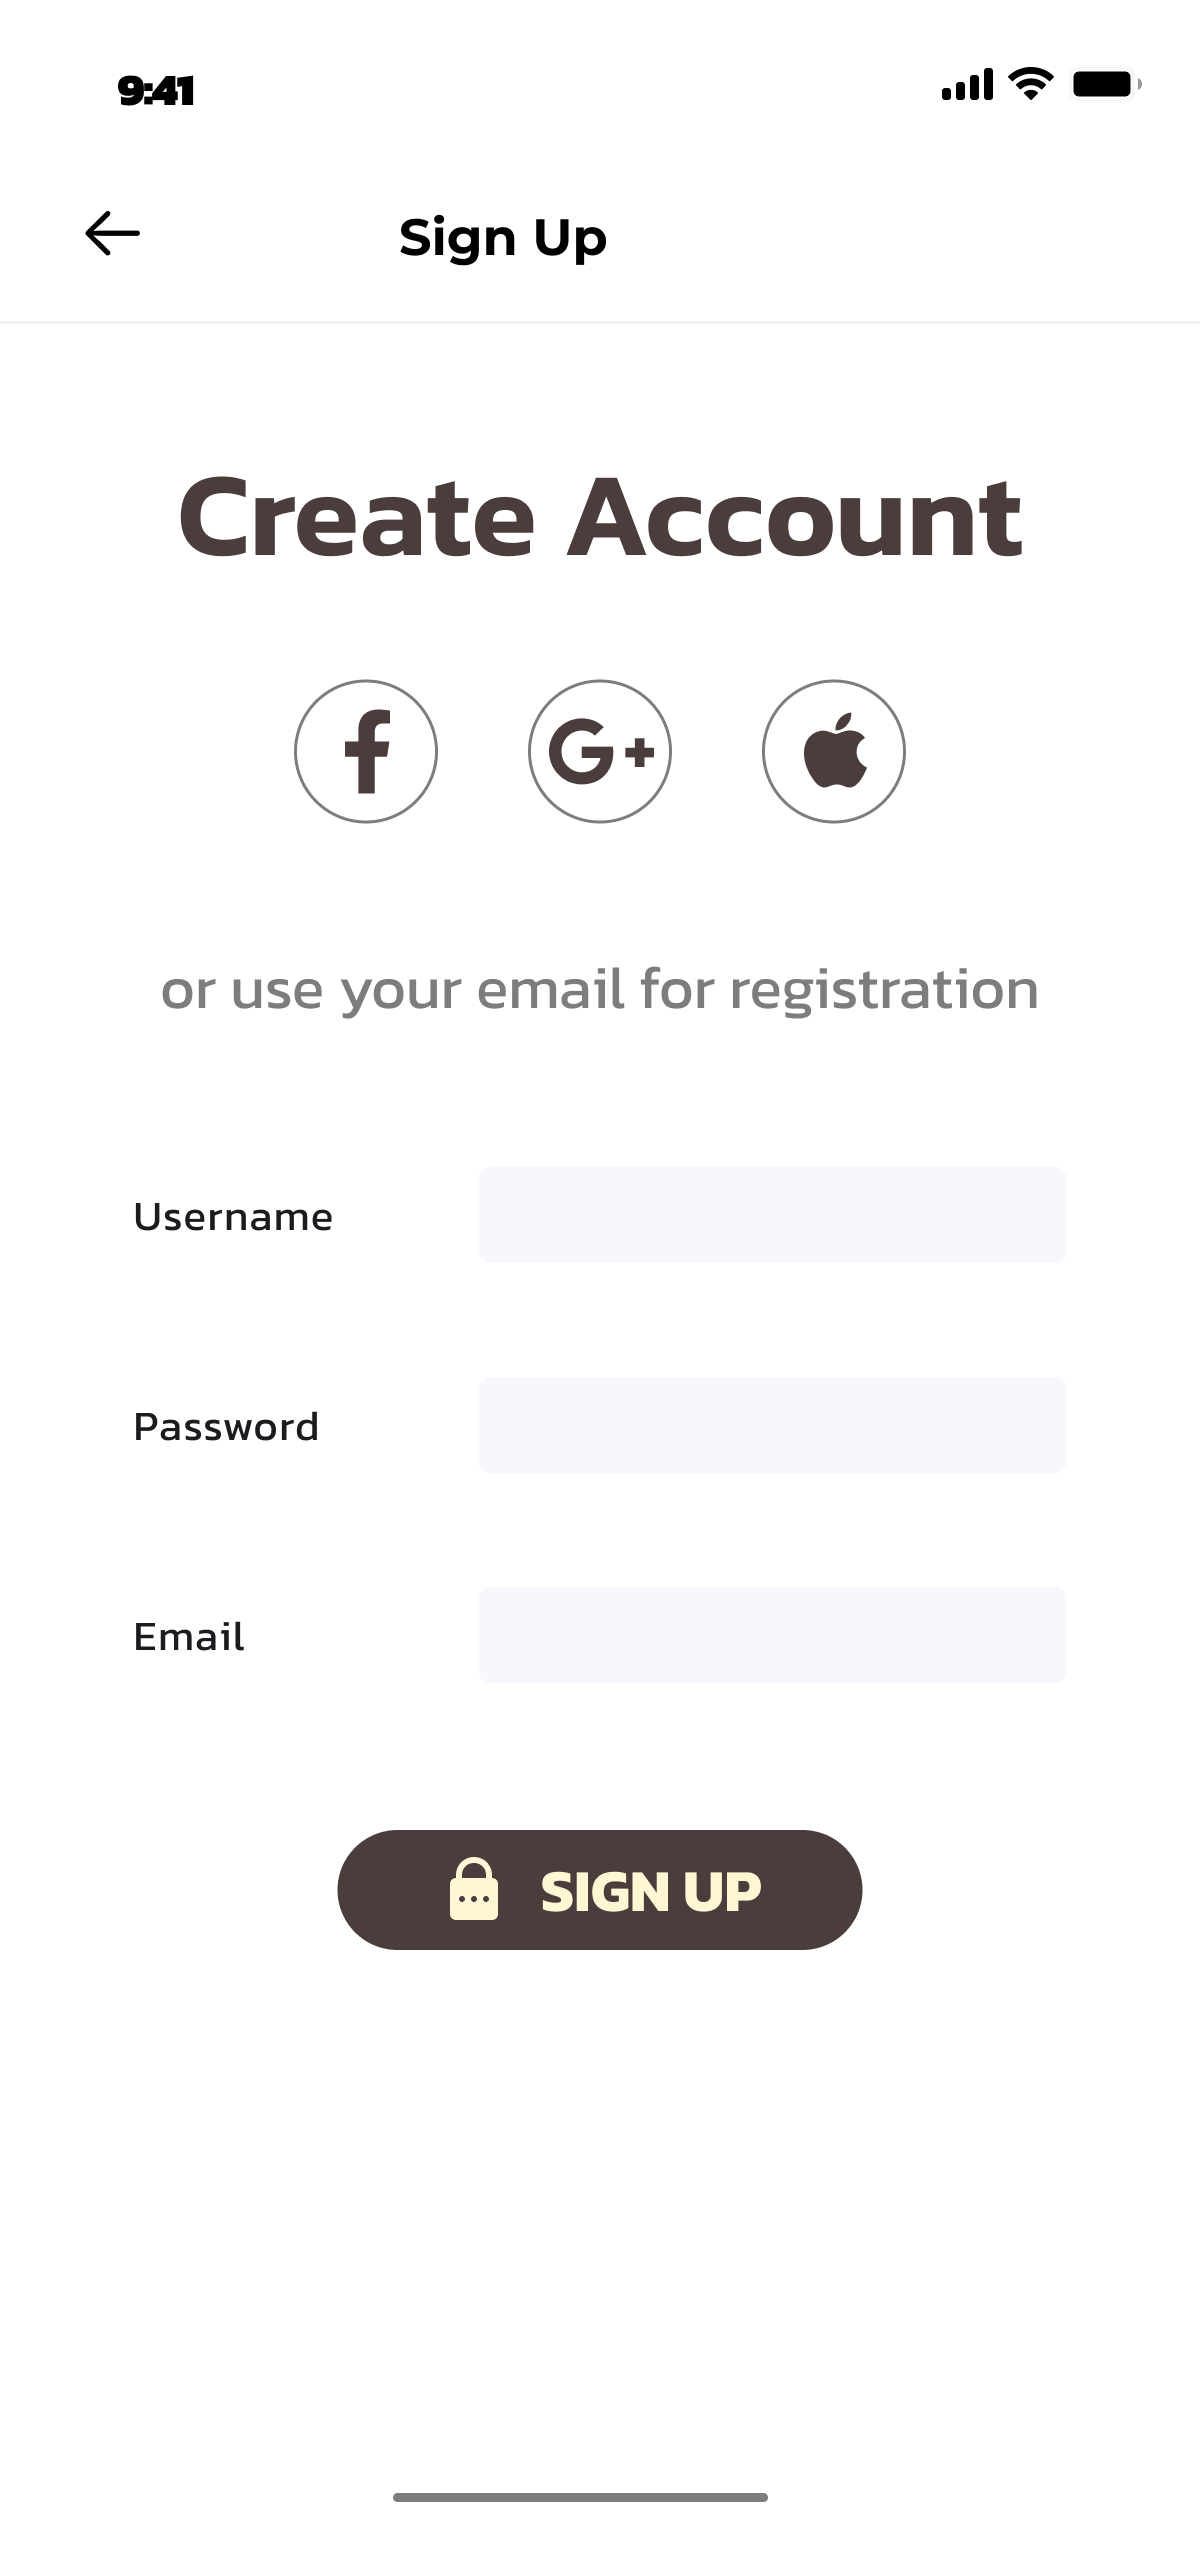 9:41
Sign Up
Create Account
f G+
or use your email for registration
Username
Password
Email
SIGN UP